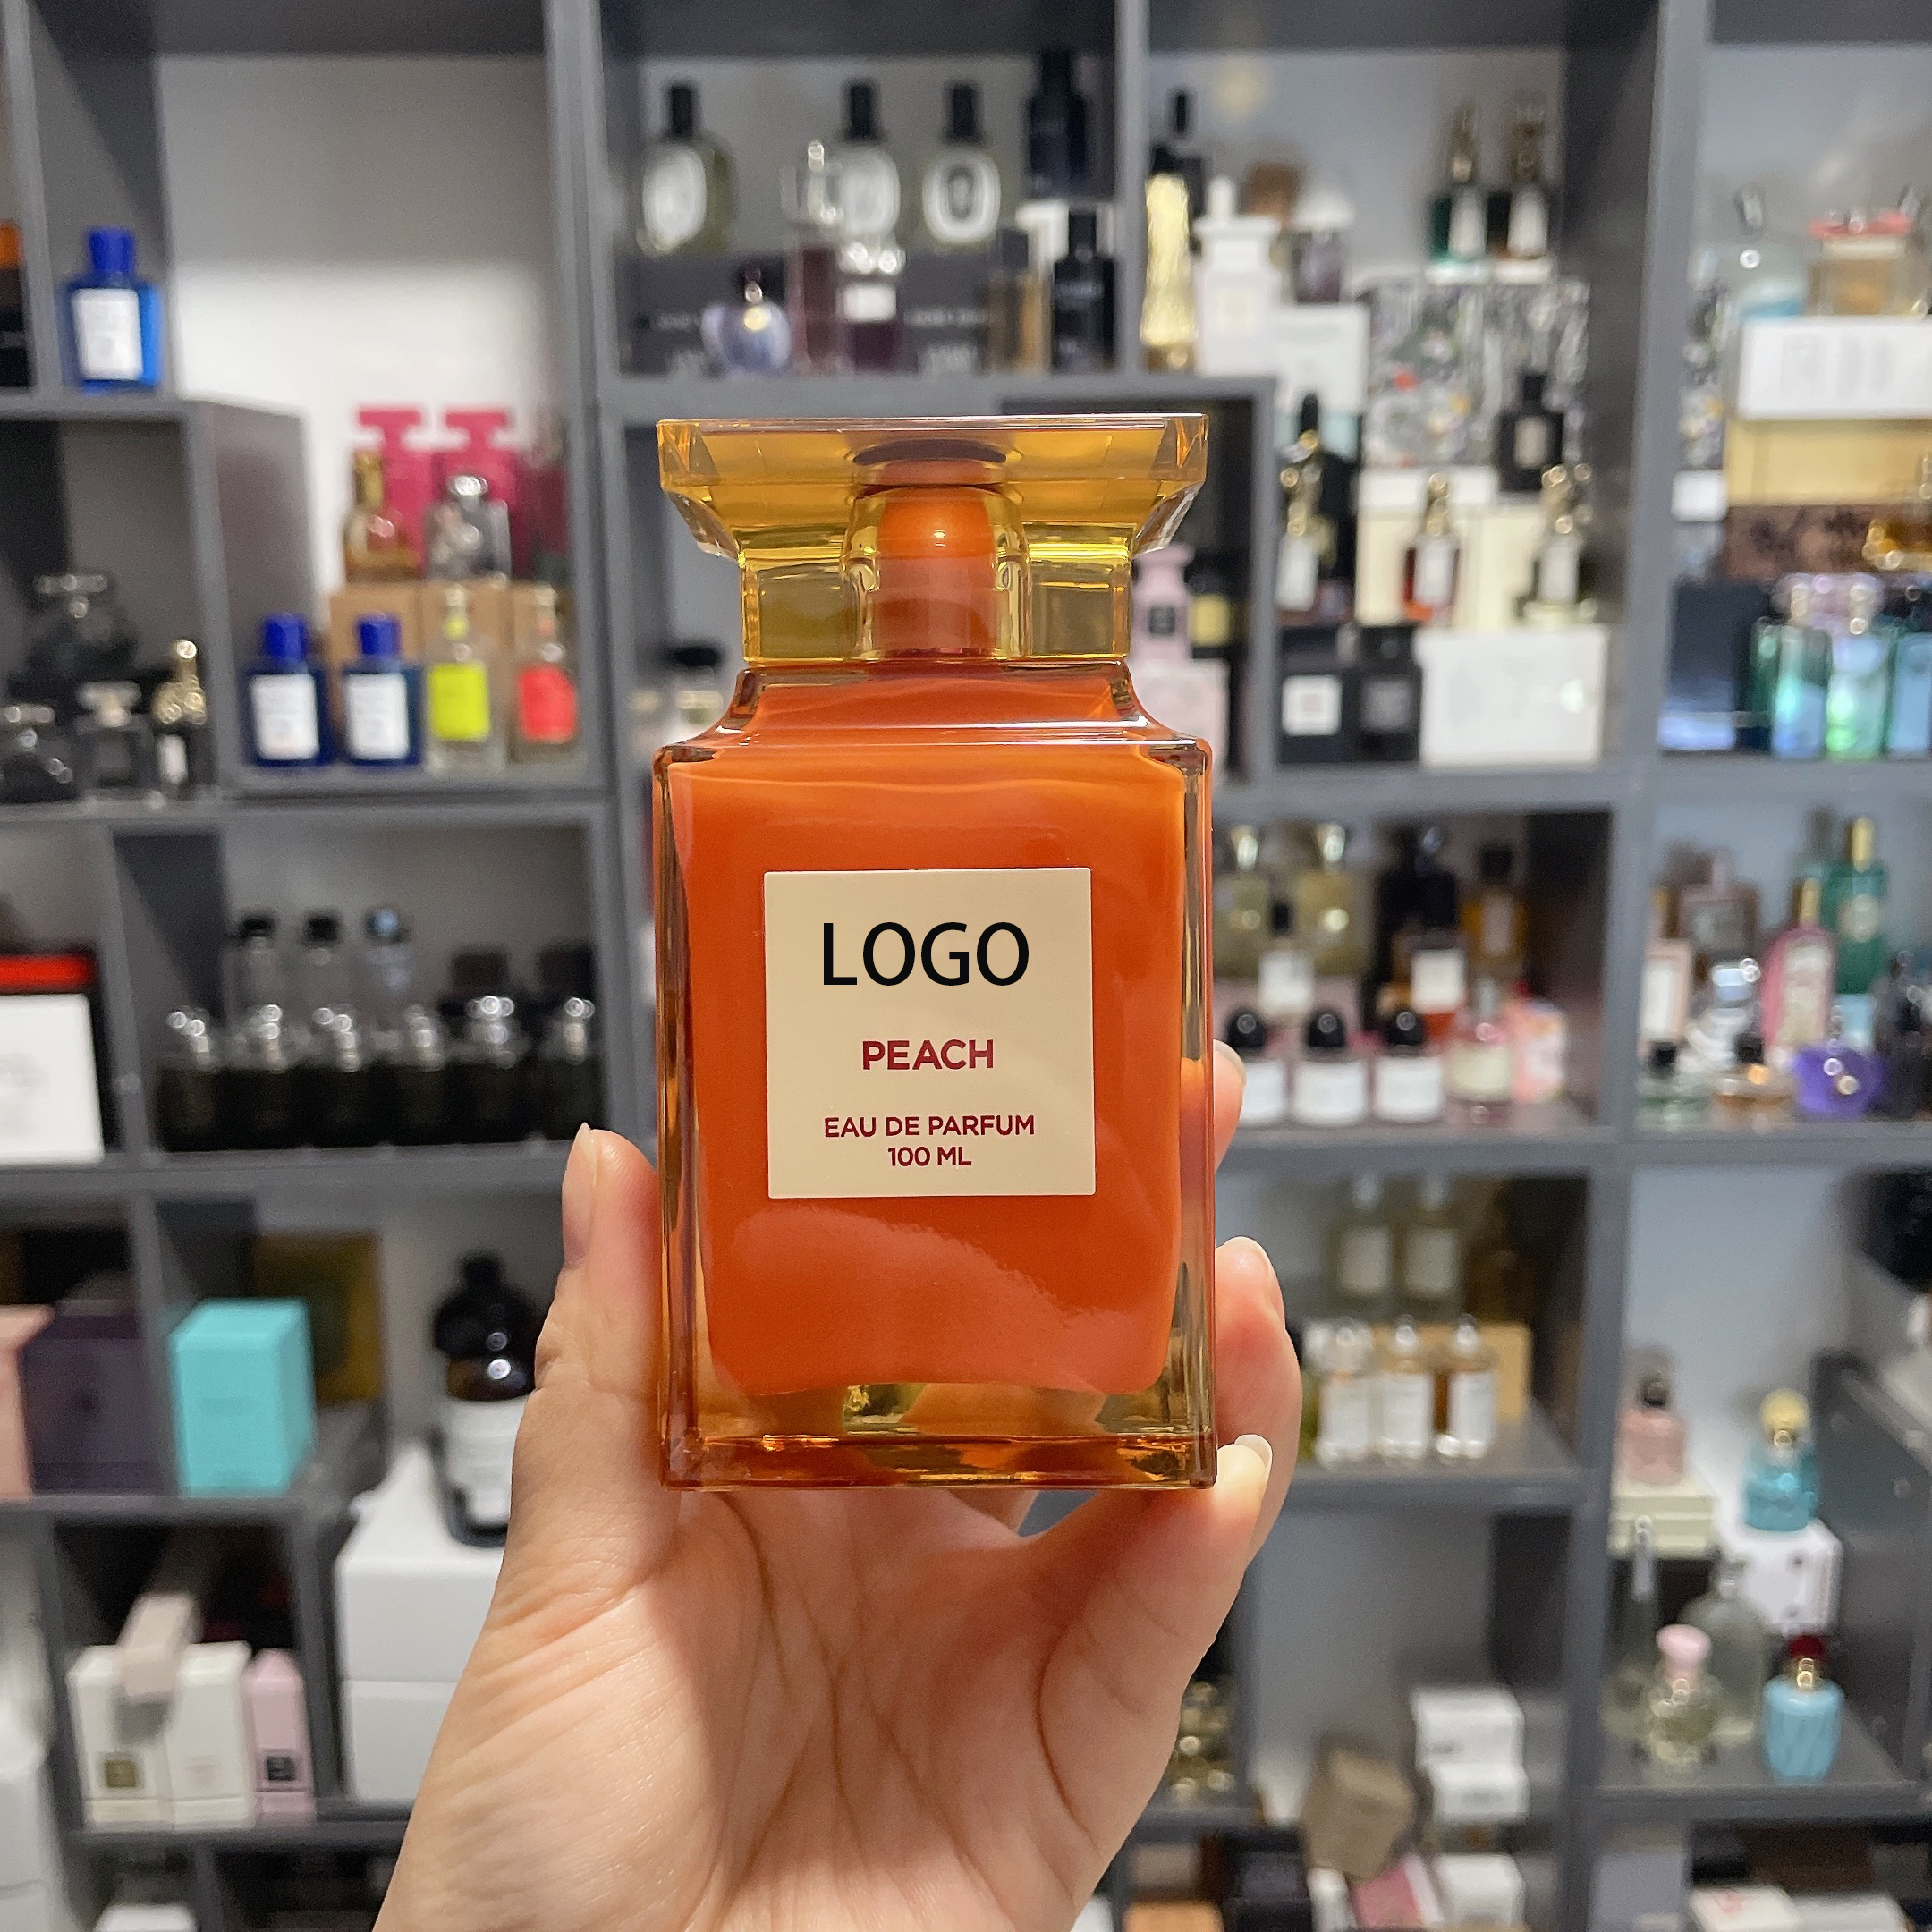 LOGO
PEACH
EAU DE PARFUM
100 ML